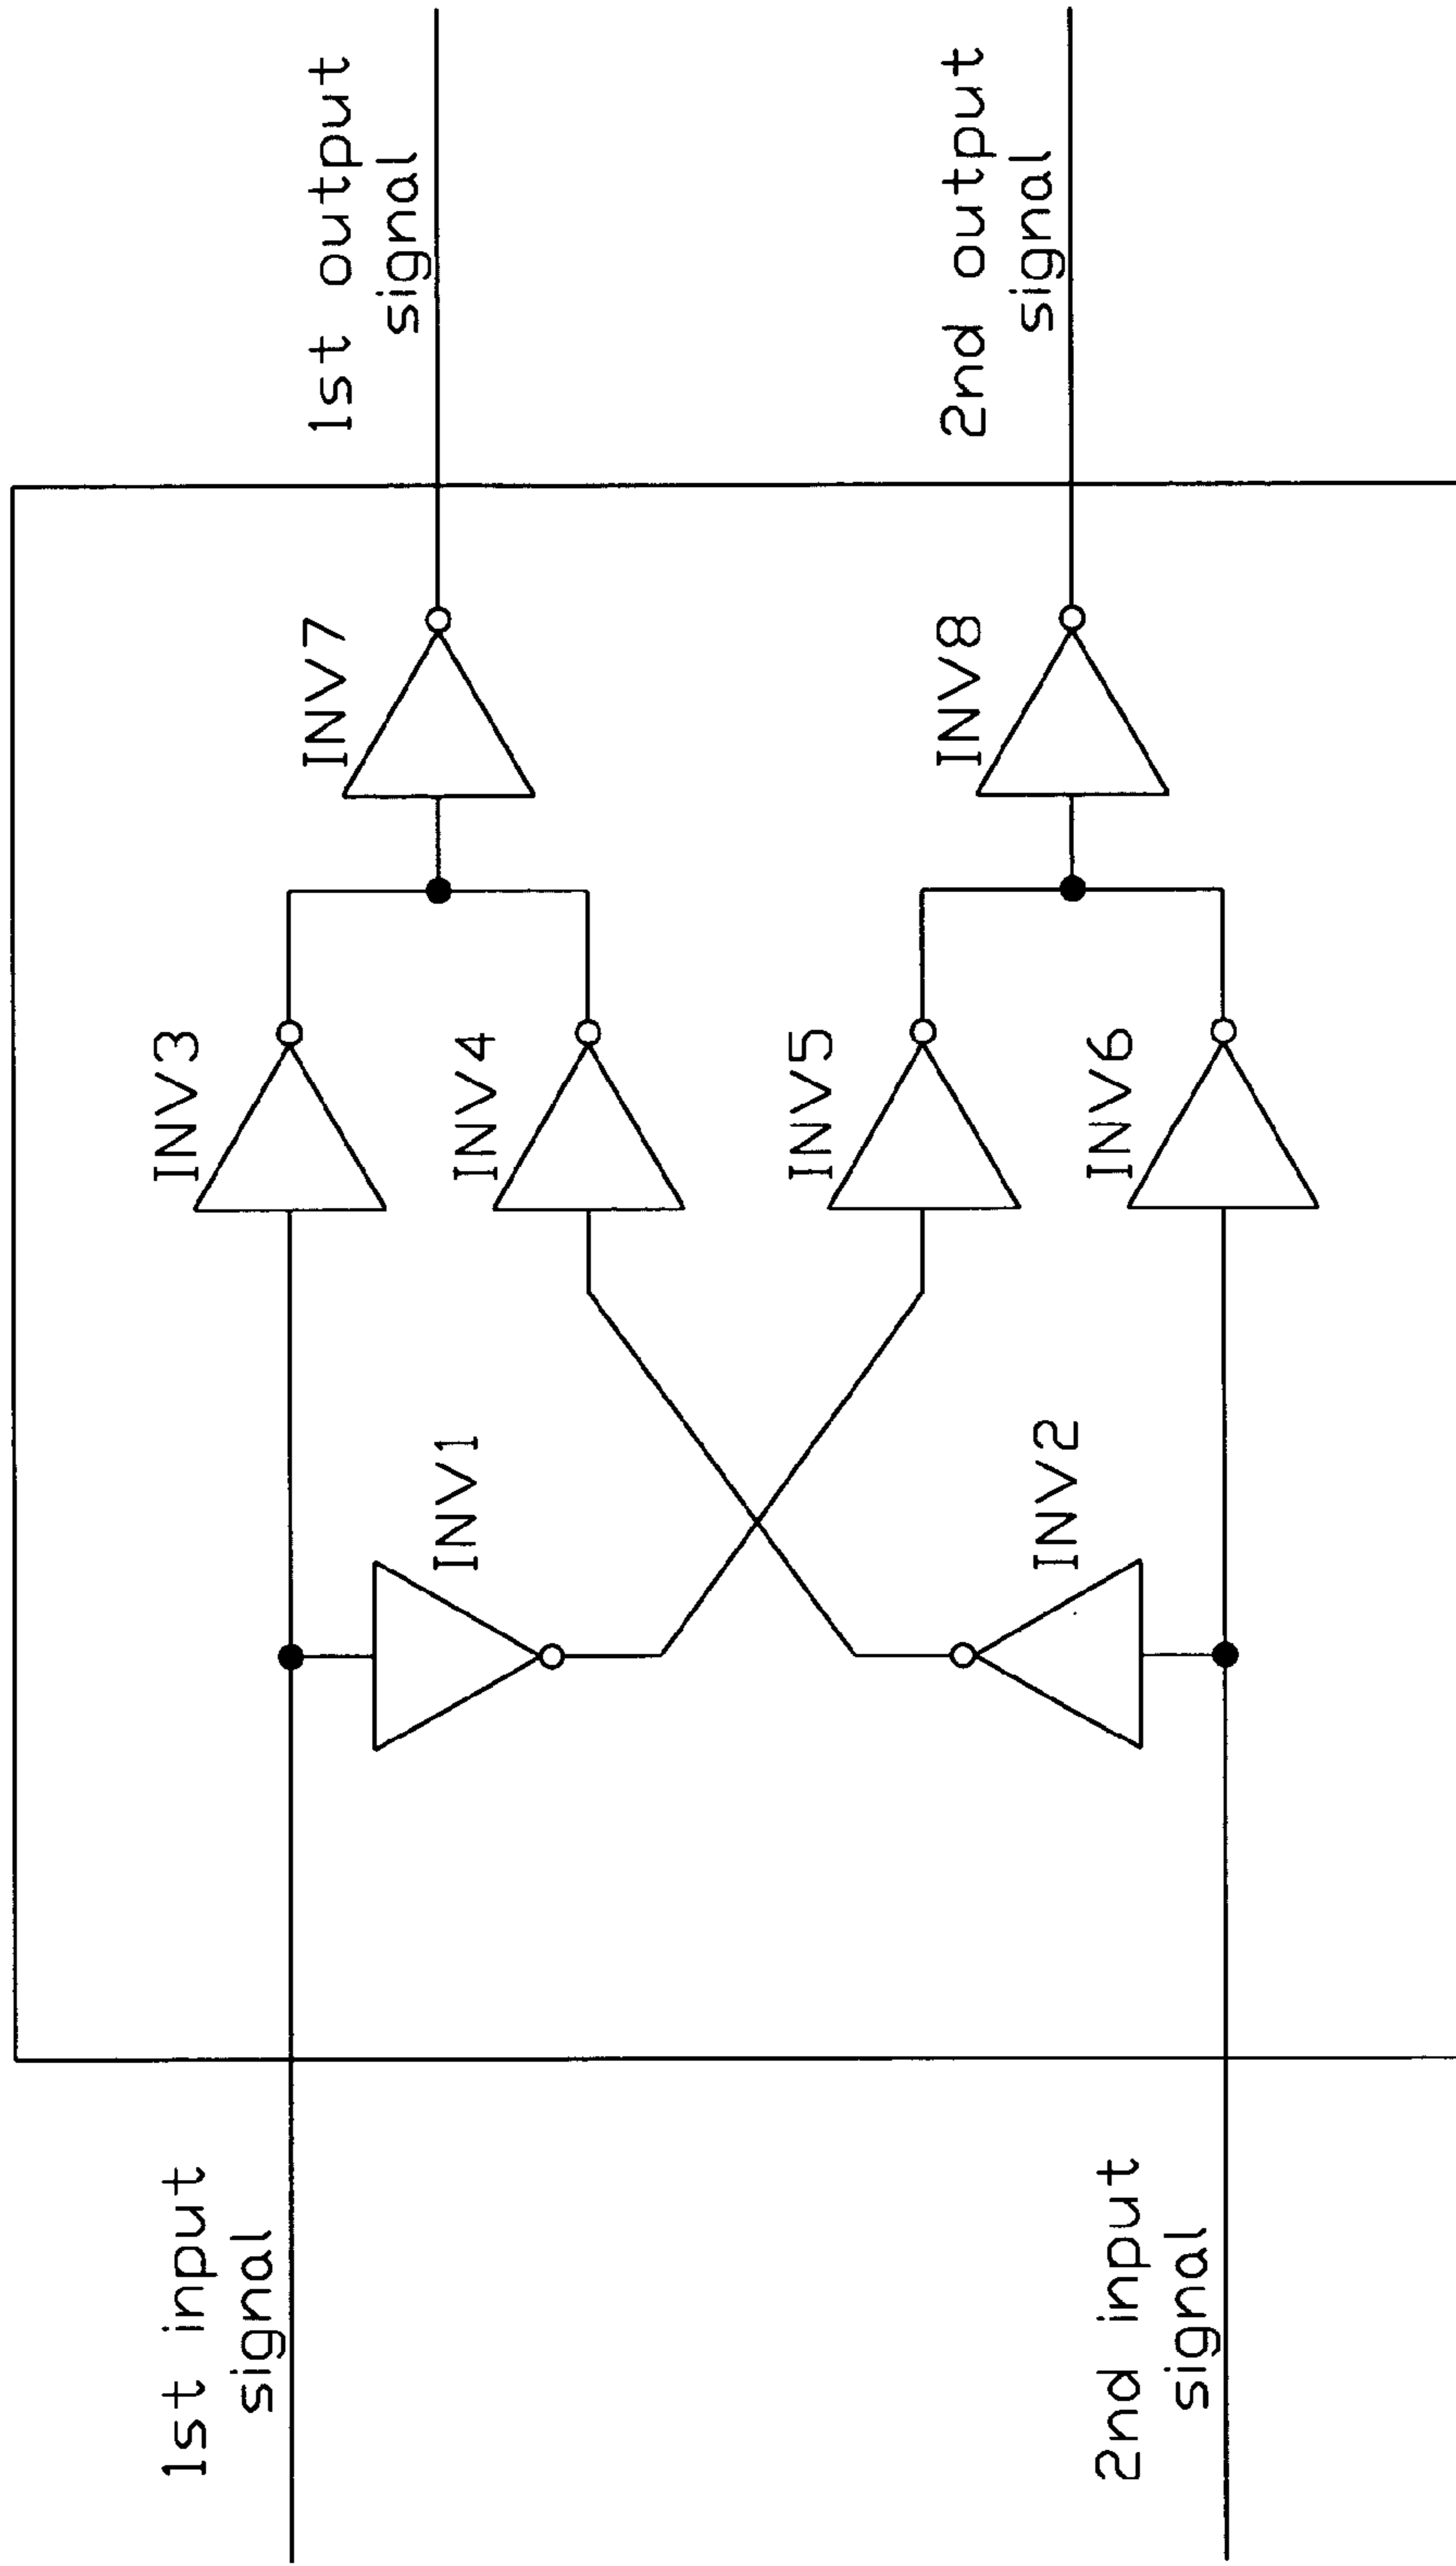 1st input
signal
2nd input
signal
INV1
INV2
INV3
INV4
INV5
INV6
INV7
INV8
1st output
signal
2nd output
signal